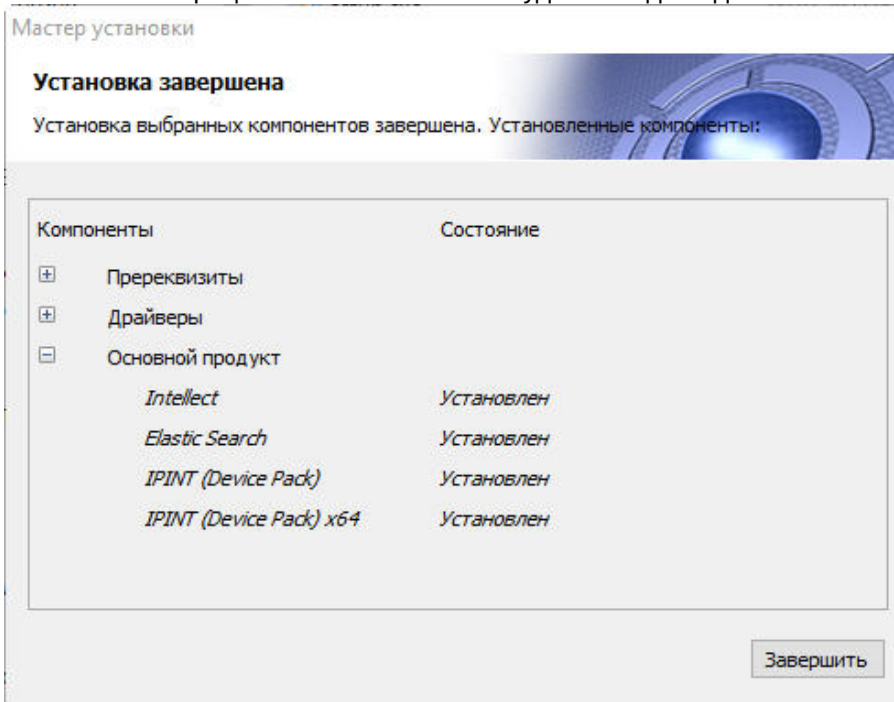 Мастер установки
Установка завершена
Установка выбранных компонентов завершена. Установленные компоненты:
Компоненты Состояние
Пререквизиты
Драйверы
Основной продукт
Intellect Установлен
Elastic Search Установлен
IPINT (Device Pack) Установлен
IPINT (Device Pack) x64 Установлен
Завершить